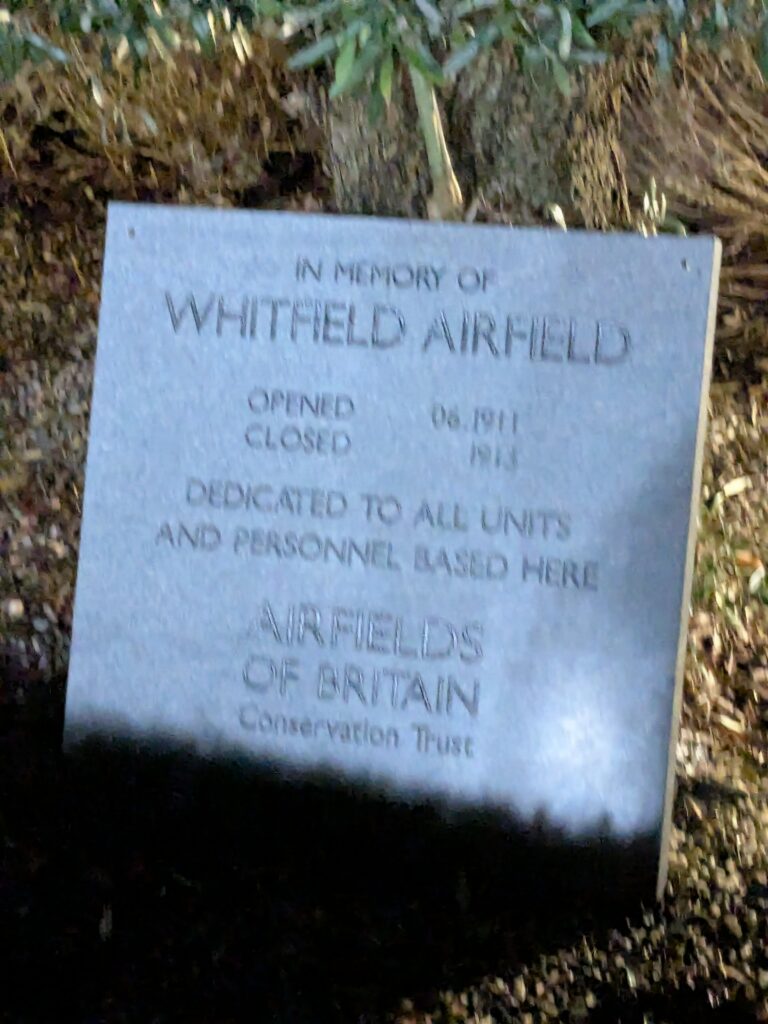 IN MEMORY OF
WHITFIELD AIRFIELD
OPENED 06.1911
CLOSED 1913
DEDICATED TO ALL UNITS
AND PERSONNEL BASED HERE
AIRFIELDS
OF BRITAIN
Conservation Trust